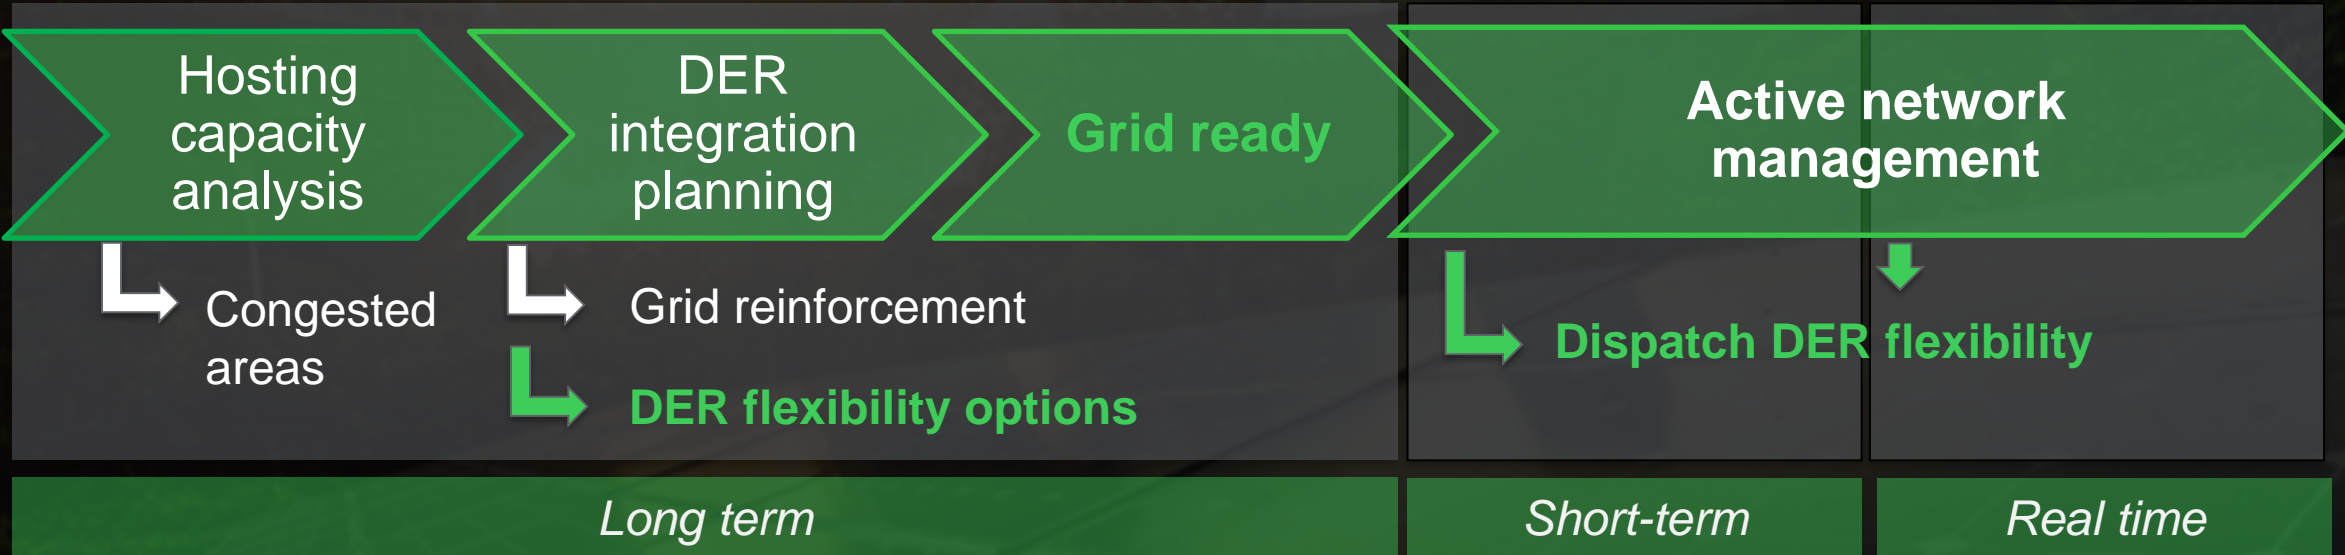 Hosting
capacity
analysis
DER
integration
planning
Grid ready
Active network
management
Congested
areas
Grid reinforcement
DER flexibility options
Dispatch DER flexibility
Long term
Short-term
Real time